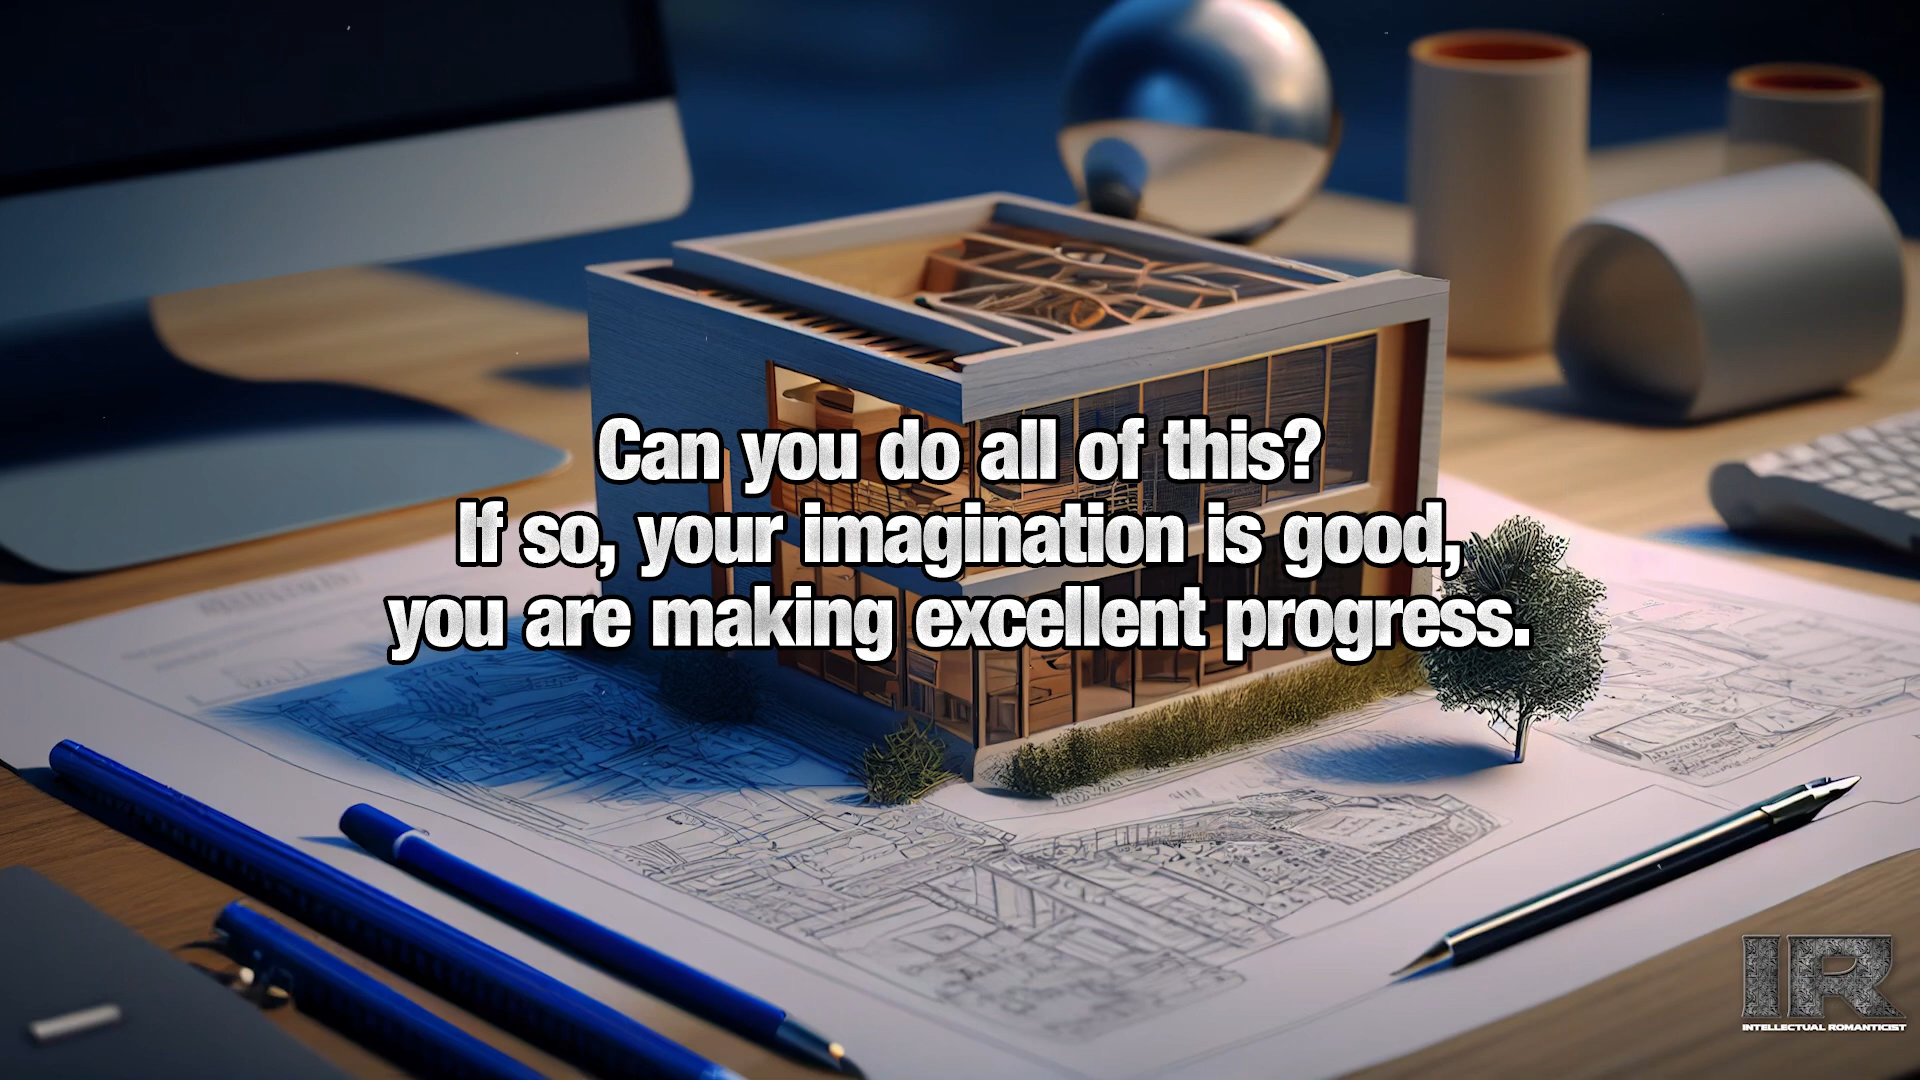 Can you do all of this?
If so, your imagination is good,
you are making excellent progress.
IR
INTELLECTUAL ROMANTICIST